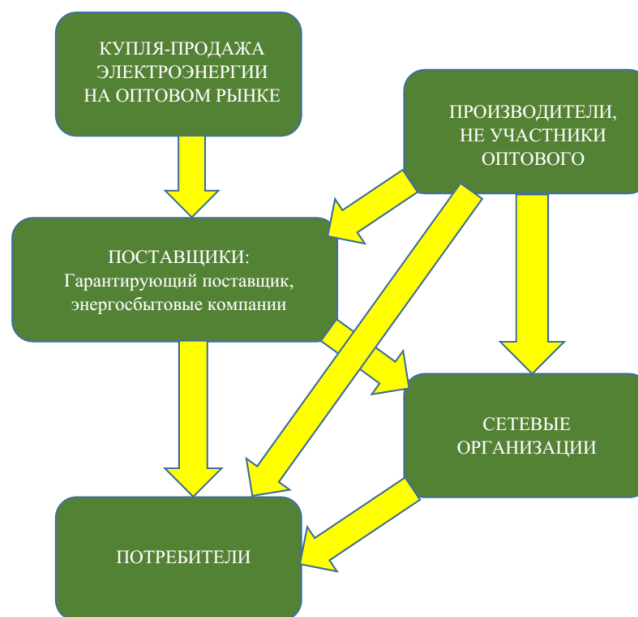 КУПЛЯ-ПРОДАЖА
ЭЛЕКТРОЭНЕРГИИ
НА ОПТОВОМ РЫНКЕ
ПРОИЗВОДИТЕЛИ,
НЕ УЧАСТНИКИ
ОПТОВОГО
ПОСТАВЩИКИ:
Гарантирующий поставщик,
энергосбытовые компании
СЕТЕВЫЕ
ОРГАНИЗАЦИИ
ПОТРЕБИТЕЛИ